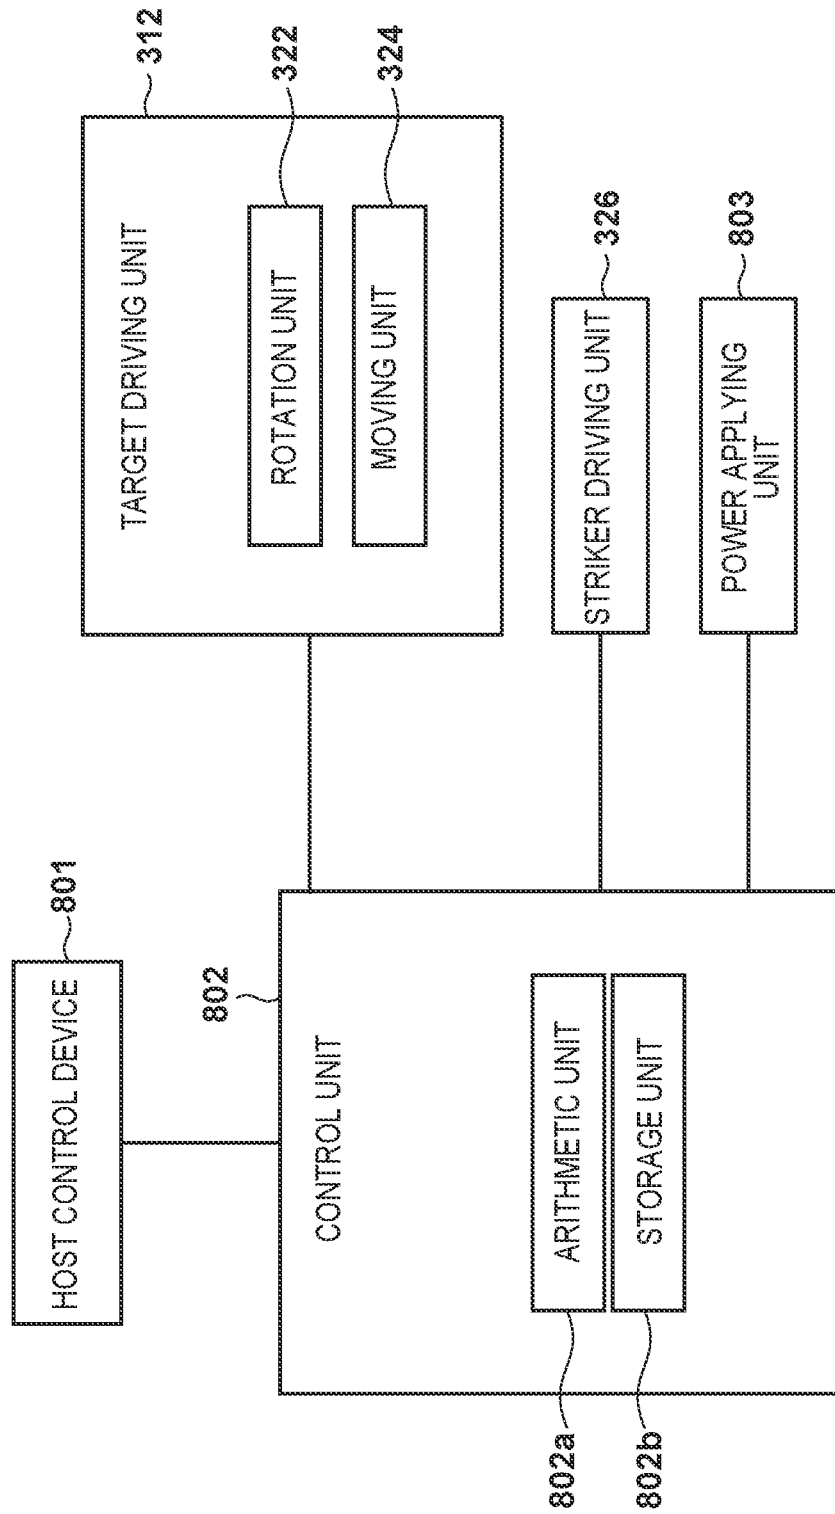 HOST CONTROL DEVICE
801
802
CONTROL UNIT
ARITHMETIC UNIT
STORAGE UNIT
802a
802b
TARGET DRIVING UNIT
312
ROTATION UNIT
322
MOVING UNIT
324
STRIKER DRIVING UNIT
326
POWER APPLYING
UNIT
803